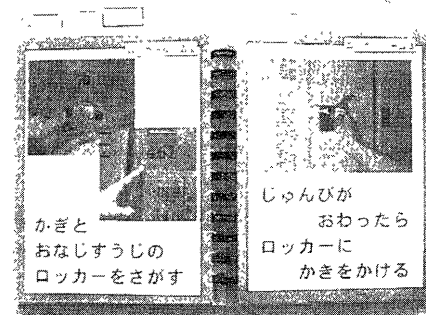 かぎと
おなじすうじの
ロッカーをさがす
じゅんびが
おわったら
ロッカーに
かきをかける